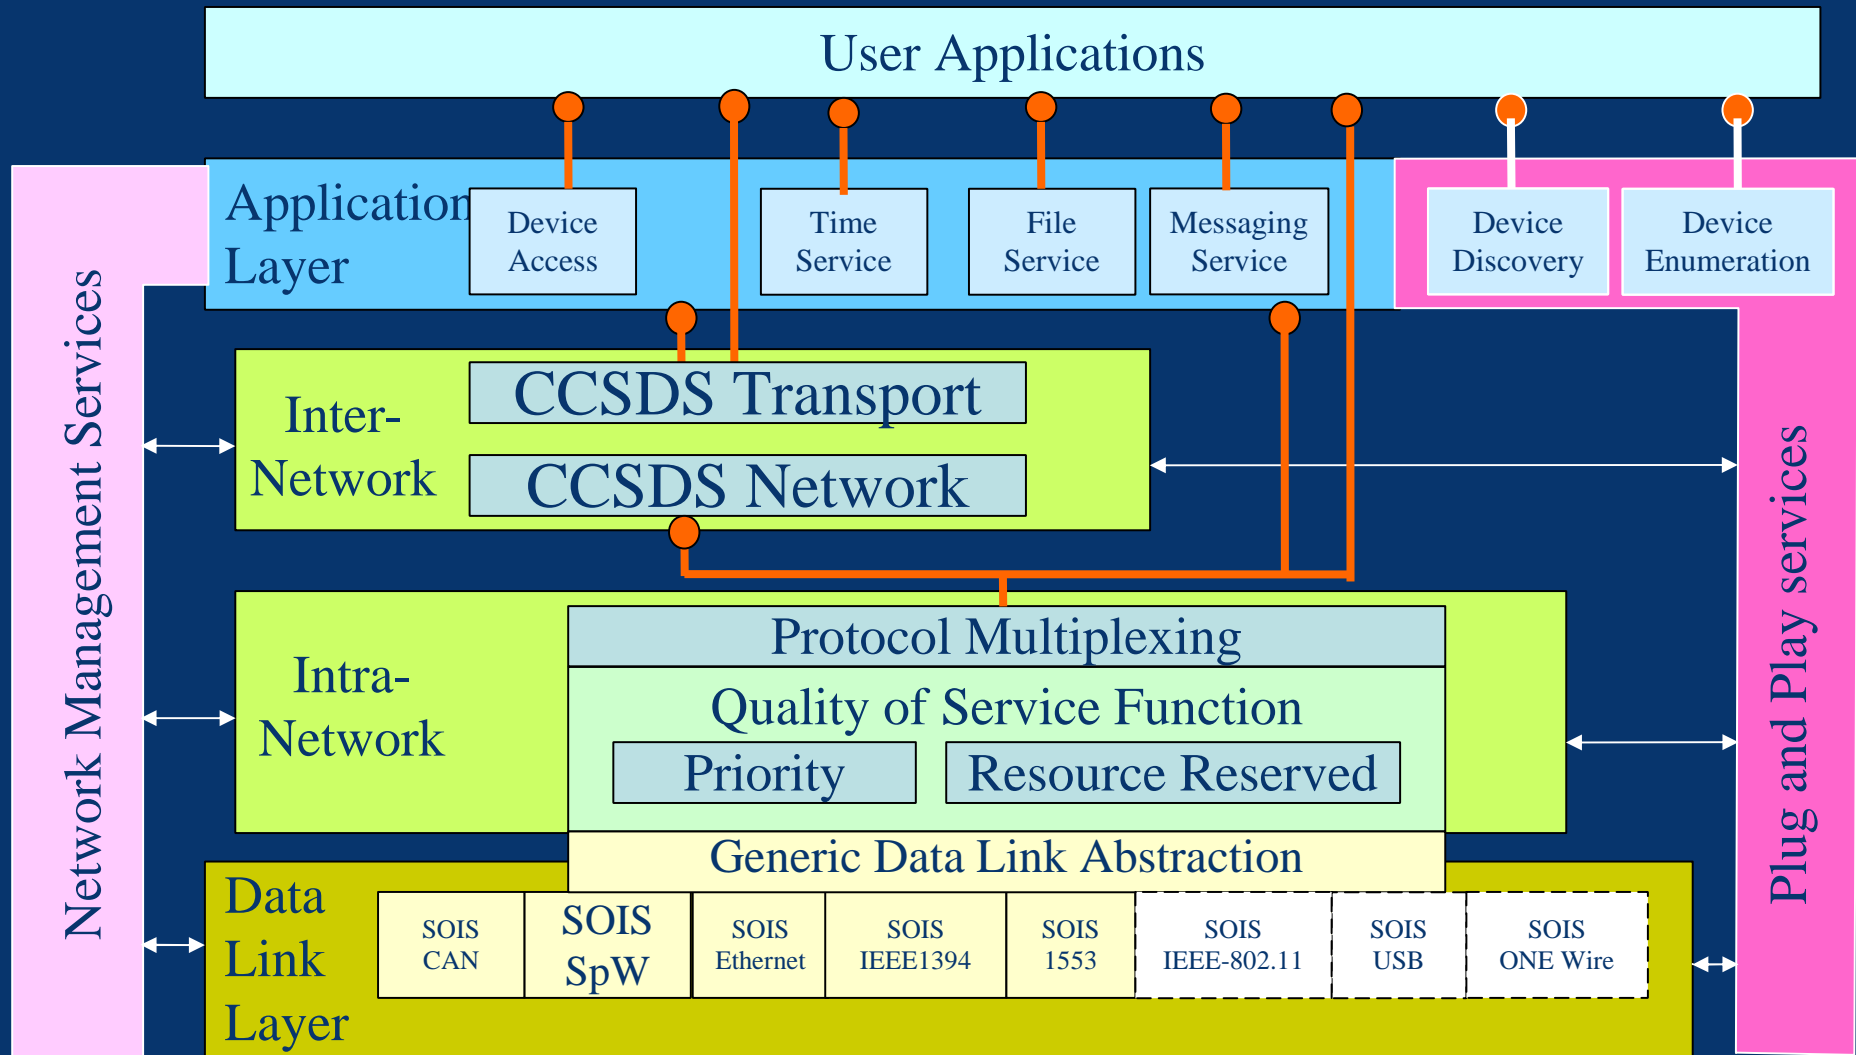 User Applications
Application
Layer
Device
Access
Time
Service
File
Service
Messaging
Service
Device
Discovery
Device
Enumeration
Network Management Services
Inter-
Network
CCSDS Transport
CCSDS Network
Plug and Play services
Intra-
Network
Protocol Multiplexing
Quality of Service Function
Priority
Resource Reserved
Generic Data Link Abstraction
Data
Link
Layer
SOIS
CAN
SOIS
SpW
SOIS
Ethernet
SOIS
IEEE1394
SOIS
1553
SOIS
IEEE-802.11
SOIS
USB
SOIS
ONE Wire